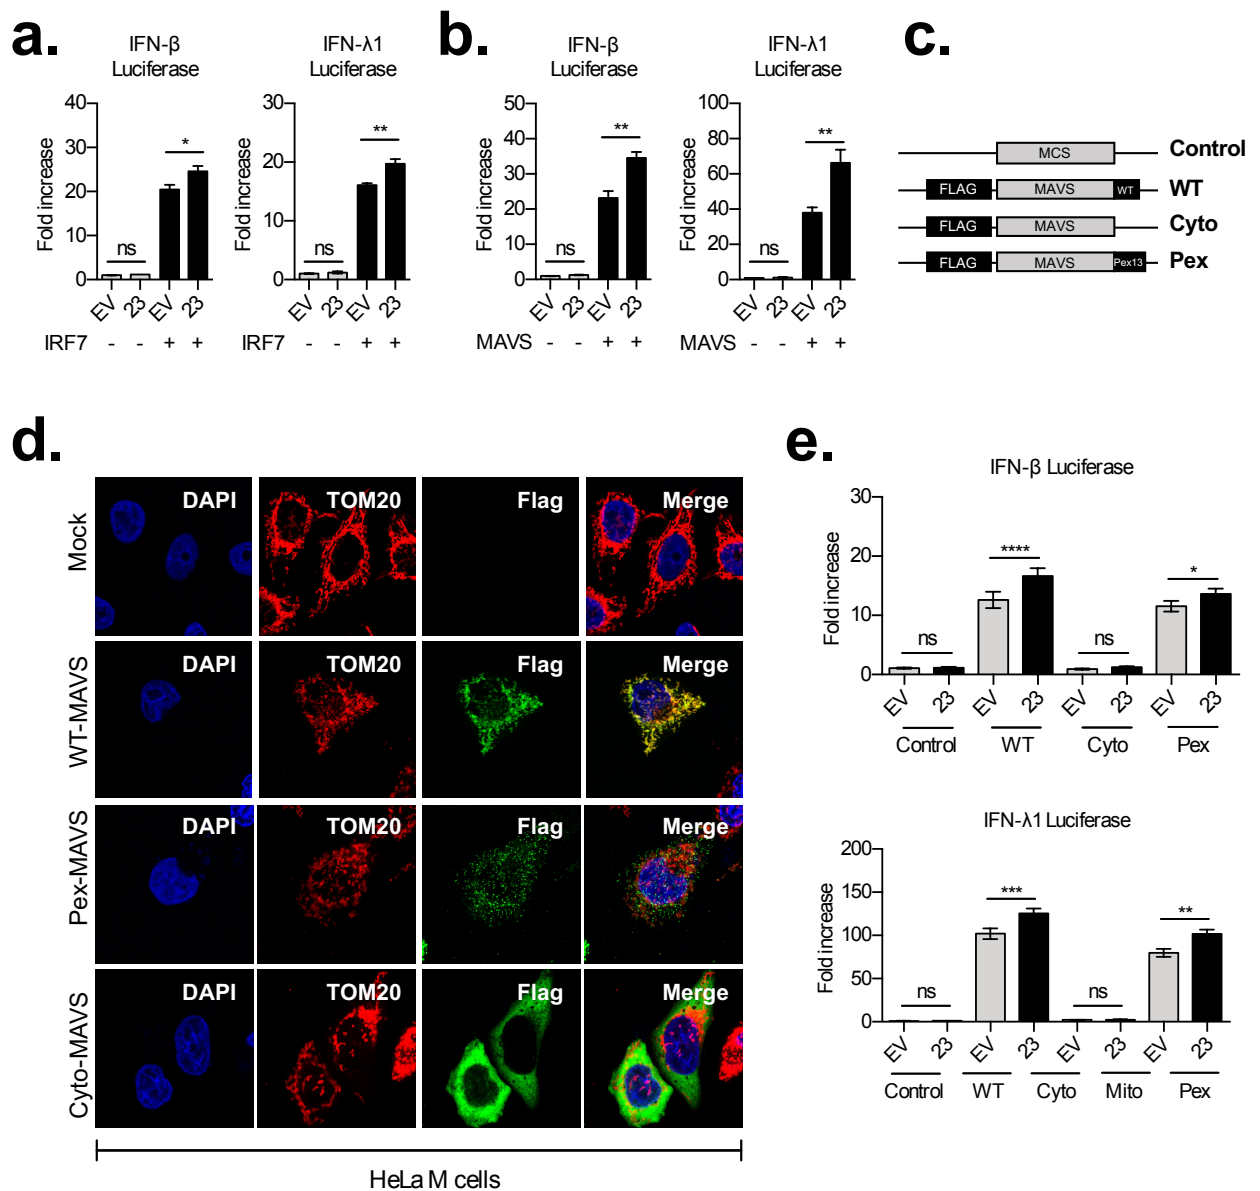 a.
IFN-β
Luciferase
Fold increase
40
30
20
10
0
ns
*
EV 23 EV 23
IRF7 - - + +
IFN-λ1
Luciferase
Fold increase
30
20
10
0
ns
**
EV 23 EV 23
IRF7 - - + +
b.
IFN-β
Luciferase
Fold increase
50
40
30
20
10
0
ns
**
EV 23 EV 23
MAVS - - + +
IFN-λ1
Luciferase
Fold increase
100
80
60
40
20
0
ns
**
EV 23 EV 23
MAVS - - + +
c.
MCS Control
FLAG MAVS WT WT
FLAG MAVS Cyto
FLAG MAVS Pex13 Pex
d.
Mock
DAPI TOM20 Flag Merge
WT-MAVS
DAPI TOM20 Flag Merge
Pex-MAVS
DAPI TOM20 Flag Merge
Cyto-MAVS
DAPI TOM20 Flag Merge
HeLa M cells
e.
IFN-β Luciferase
Fold increase
30
20
10
0
ns
****
ns
*
EV 23 EV 23 EV 23 EV 23
Control WT Cyto Pex
IFN-λ1 Luciferase
Fold increase
200
150
100
50
0
ns
***
ns
**
EV 23 EV 23 EV 23 EV 23
Control WT Cyto Mito Pex